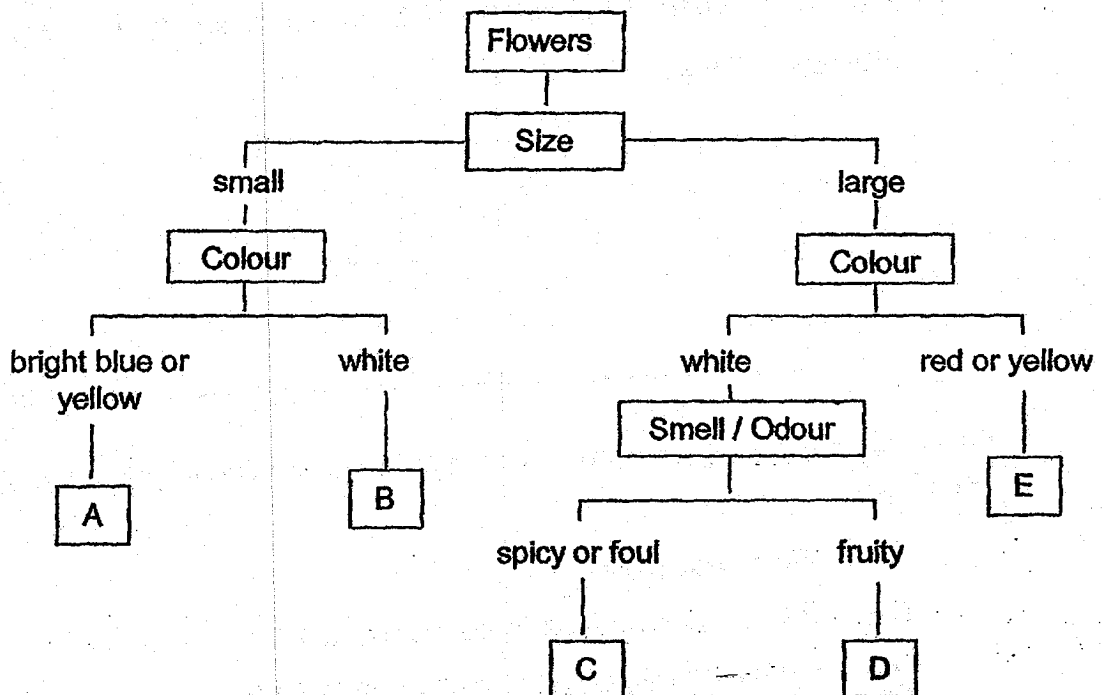 Flowers
Size
small
large
Colour
Colour
bright blue or
yellow
white
white
red or yellow
Smell / Odour
A
B
E
spicy or foul
fruity
C
D